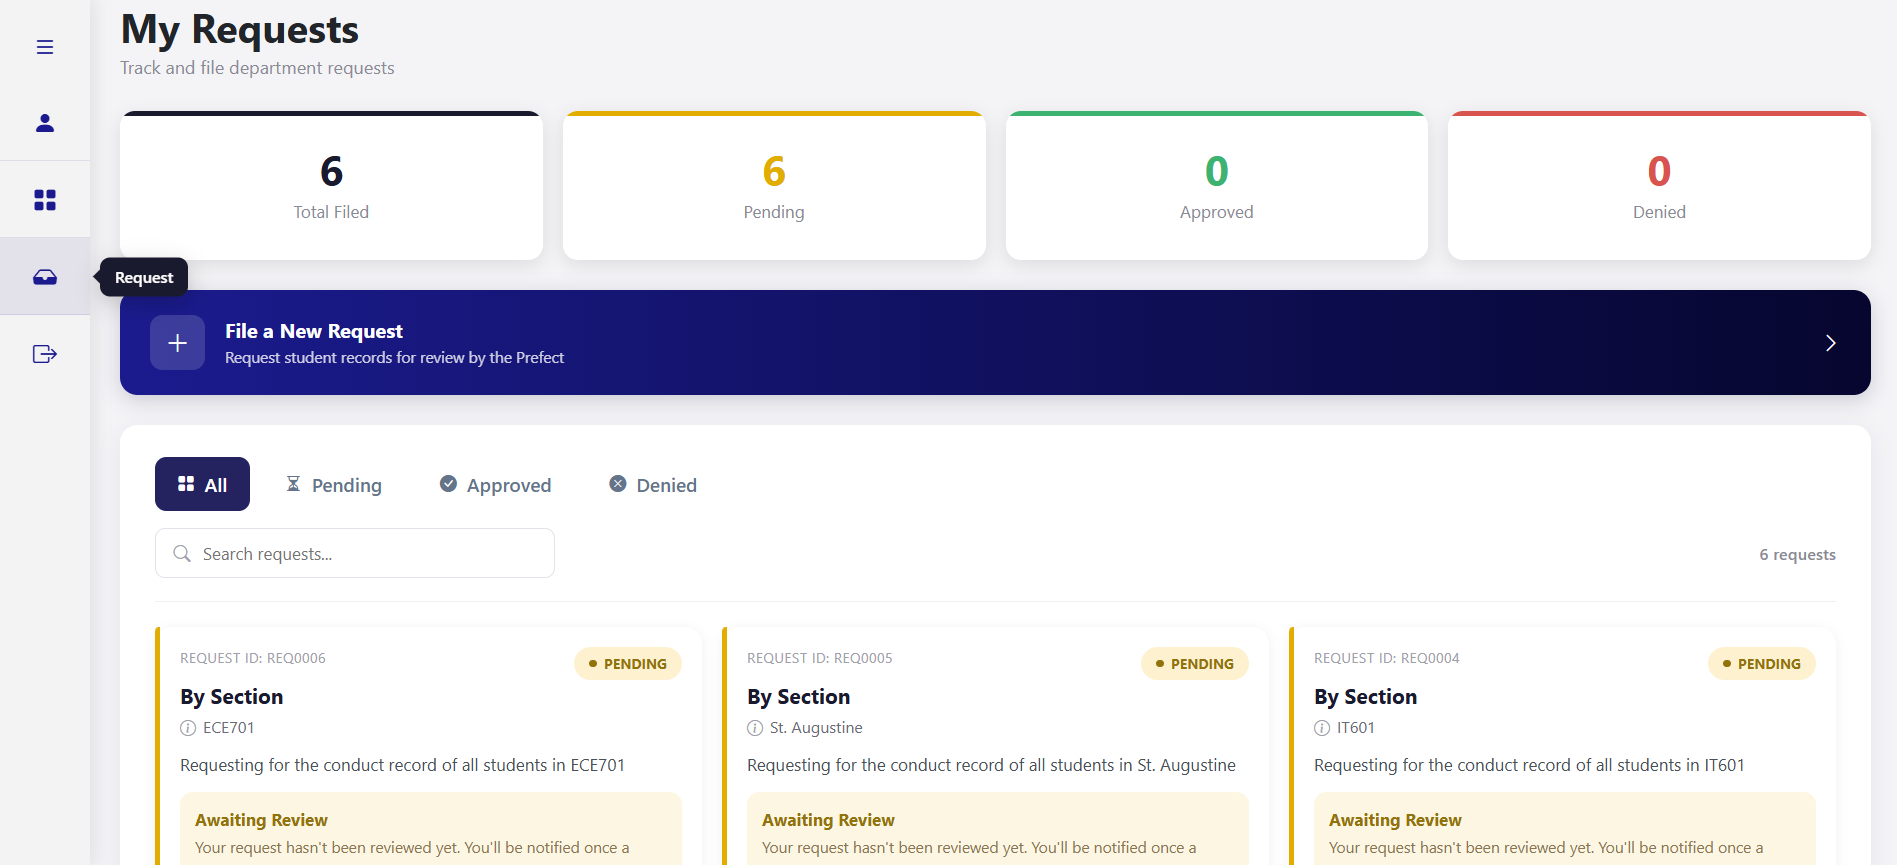 My Requests
Track and file department requests
6
Total Filed
6
Pending
0
Approved
0
Denied
Request
File a New Request
Request student records for review by the Prefect
All
Pending
Approved
Denied
Search requests...
6 requests
REQUEST ID: REQ0006
PENDING
By Section
ECE701
Requesting for the conduct record of all students in ECE701
Awaiting Review
Your request hasn't been reviewed yet. You'll be notified once a
REQUEST ID: REQ0005
PENDING
By Section
St. Augustine
Requesting for the conduct record of all students in St. Augustine
Awaiting Review
Your request hasn't been reviewed yet. You'll be notified once a
REQUEST ID: REQ0004
PENDING
By Section
IT601
Requesting for the conduct record of all students in IT601
Awaiting Review
Your request hasn't been reviewed yet. You'll be notified once a